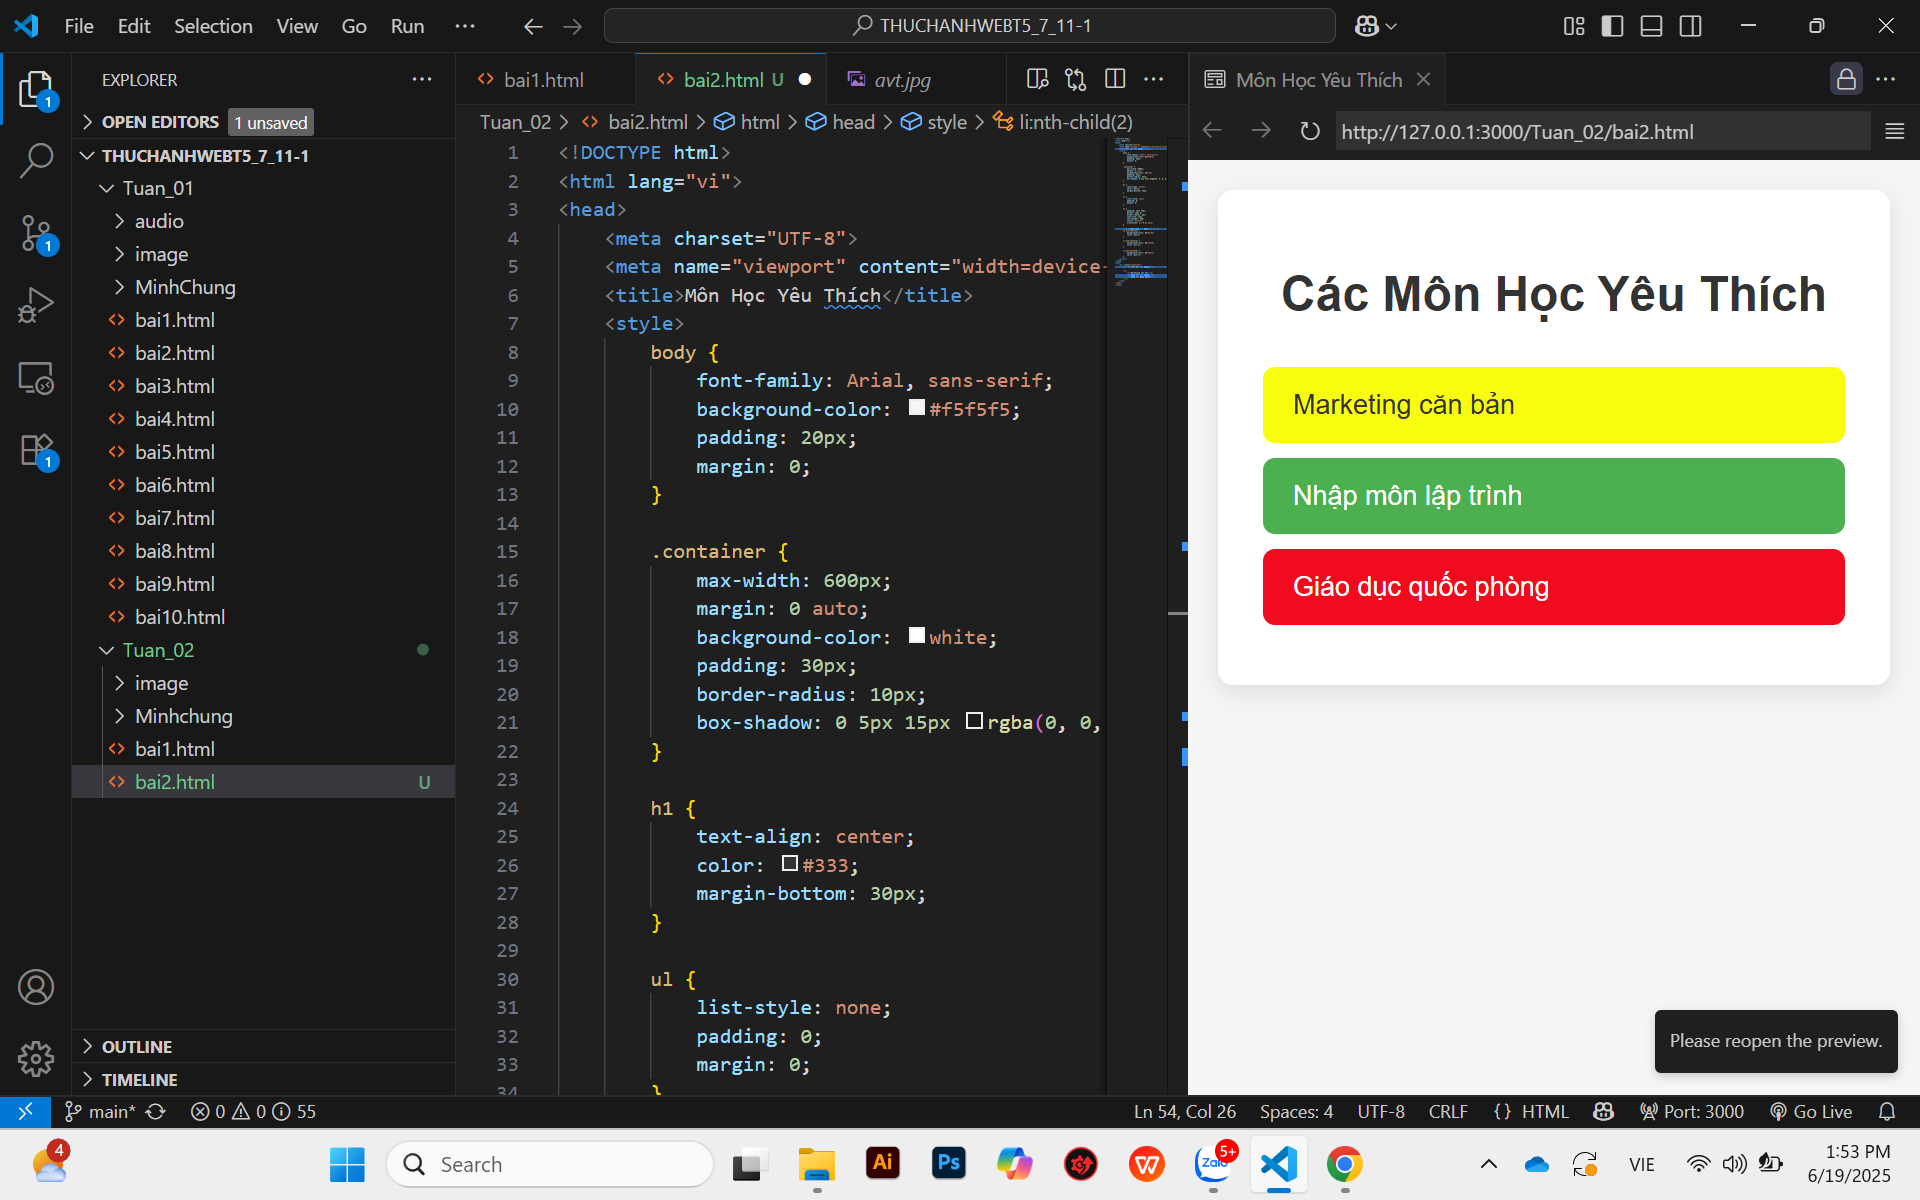 File Edit Selection View Go Run ··· THUCHANHWEBT5_7_11-1
EXPLORER
OPEN EDITORS 1 unsaved
THUCHANHWEBT5_7_11-1
Tuan_01
audio
image
MinhChung
bai1.html
bai2.html
bai3.html
bai4.html
bai5.html
bai6.html
bai7.html
bai8.html
bai9.html
bai10.html
Tuan_02
image
Minhchung
bai1.html
bai2.html U
OUTLINE
TIMELINE
1
1
1
bai1.html bai2.html U avt.jpg
Tuan_02 > bai2.html > html > head > style > li:nth-child(2)
1 <!DOCTYPE html>
2 <html lang="vi">
3 <head>
4 <meta charset="UTF-8">
5 <meta name="viewport" content="width=device-
6 <title>Môn Học Yêu Thích</title>
7 <style>
8 body {
9 font-family: Arial, sans-serif;
10 background-color: #f5f5f5;
11 padding: 20px;
12 margin: 0;
13 }
14
15 .container {
16 max-width: 600px;
17 margin: 0 auto;
18 background-color: white;
19 padding: 30px;
20 border-radius: 10px;
21 box-shadow: 0 5px 15px rgba(0, 0,
22 }
23
24 h1 {
25 text-align: center;
26 color: #333;
27 margin-bottom: 30px;
28 }
29
30 ul {
31 list-style: none;
32 padding: 0;
33 margin: 0;
34 }
Môn Học Yêu Thích
http://127.0.0.1:3000/Tuan_02/bai2.html
Các Môn Học Yêu Thích
Marketing căn bản
Nhập môn lập trình
Giáo dục quốc phòng
Please reopen the preview.
main* 0 0 55 Ln 54, Col 26 Spaces: 4 UTF-8 CRLF {} HTML Port: 3000 Go Live
4 Search Ai Ps Zalo 5+ VIE 1:53 PM
6/19/2025